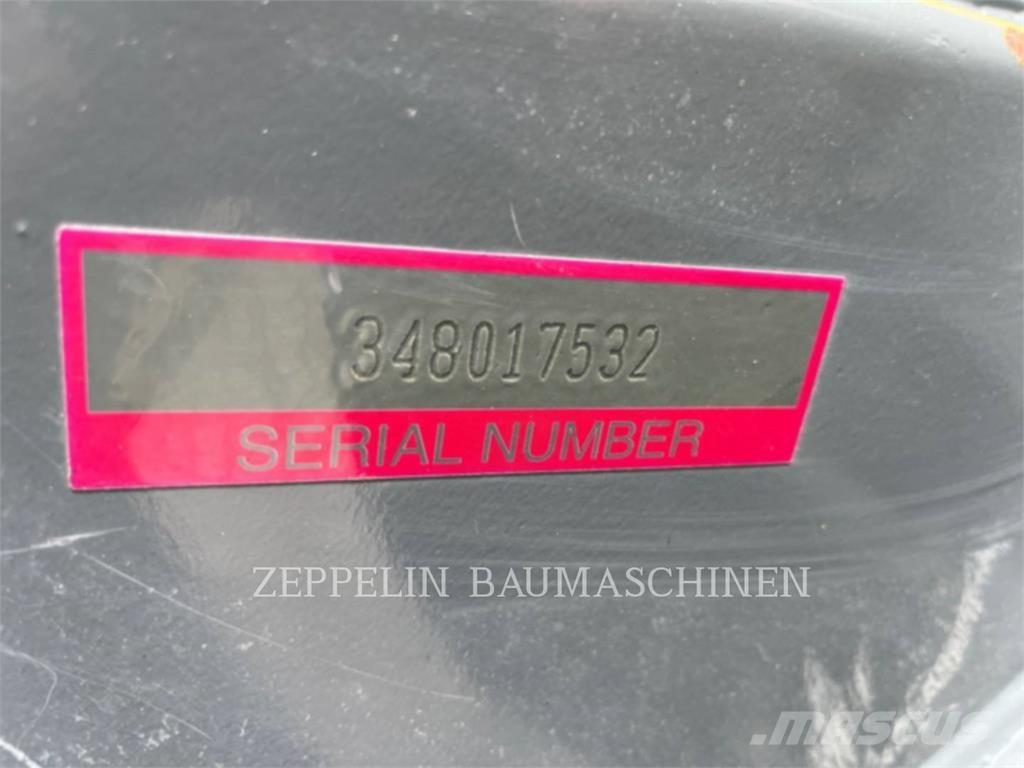 348017532
SERIAL NUMBER
ZEPPELIN BAUMASCHINEN
mascus